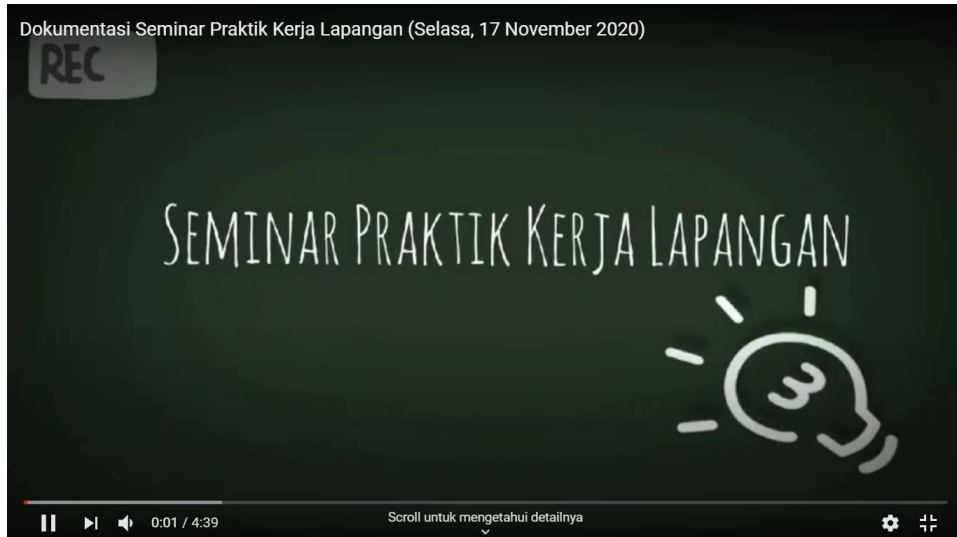 Dokumentasi Seminar Praktik Kerja Lapangan (Selasa, 17 November 2020)
REC
SEMINAR PRAKTIK KERJA LAPANGAN
3
0:01 / 4:39
Scroll untuk mengetahui detailnya